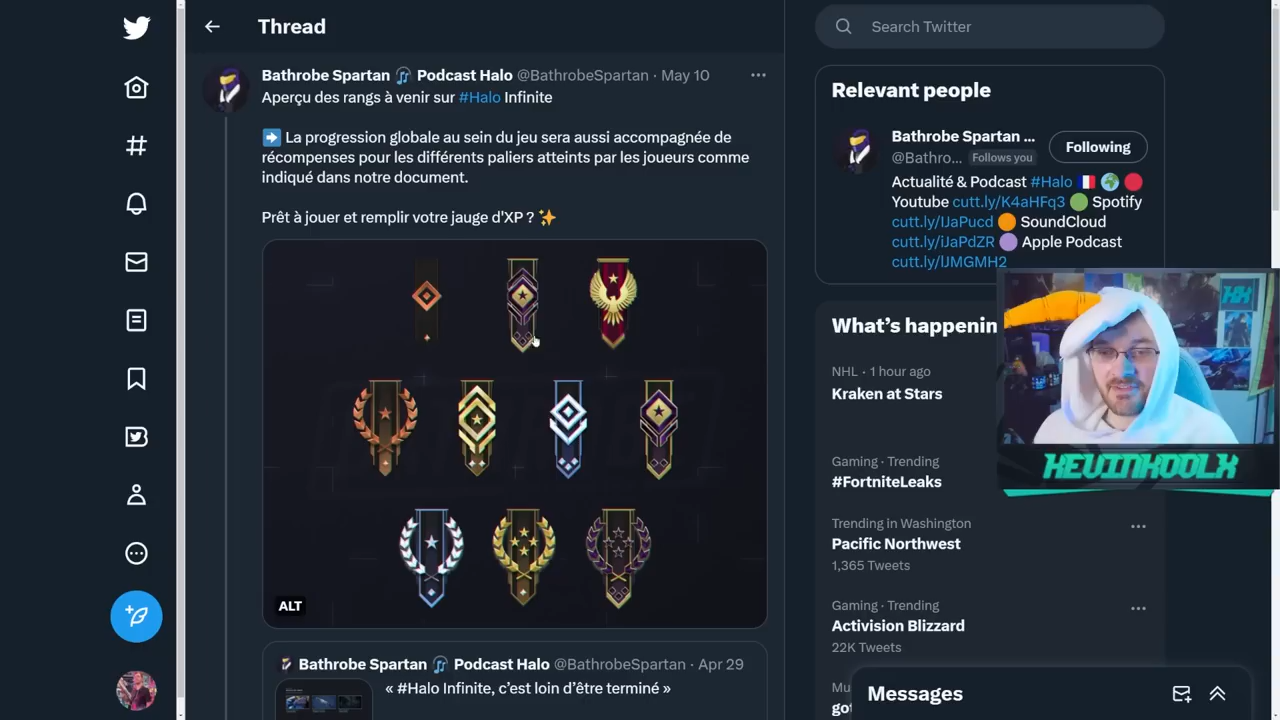 Thread
Search Twitter
Bathrobe Spartan Podcast Halo @BathrobeSpartan · May 10
Aperçu des rangs à venir sur #Halo Infinite
La progression globale au sein du jeu sera aussi accompagnée de
récompenses pour les différents paliers atteints par les joueurs comme
indiqué dans notre document.
Prêt à jouer et remplir votre jauge d'XP ?
ALT
Bathrobe Spartan Podcast Halo @BathrobeSpartan · Apr 29
« #Halo Infinite, c’est loin d’être terminé »
Relevant people
Bathrobe Spartan ...
@Bathro... Follows you
Following
Actualité & Podcast #Halo
Youtube cutt.ly/K4aHFq3 Spotify
cutt.ly/IJaPucd SoundCloud
cutt.ly/IJaPdZR Apple Podcast
cutt.ly/lJMGMH2
What’s happenin
NHL · 1 hour ago
Kraken at Stars
Gaming · Trending
#FortniteLeaks
Trending in Washington
Pacific Northwest
1,365 Tweets
Gaming · Trending
Activision Blizzard
22K Tweets
Mu
go
Messages
KEVINKOOLX